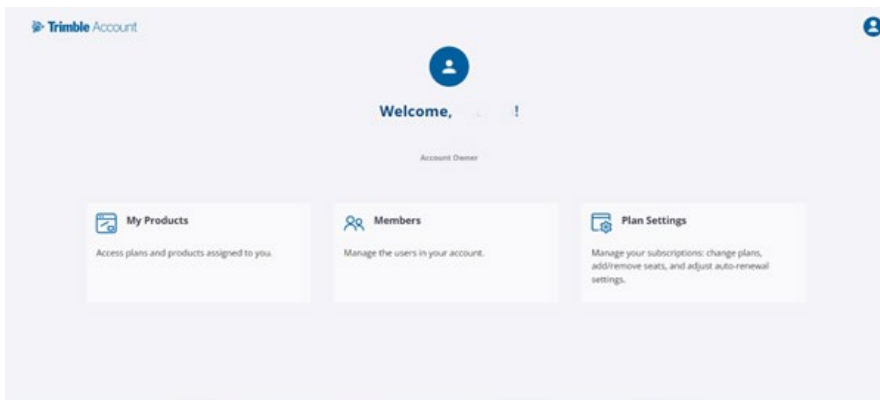 Trimble Account
Welcome, !
Account Owner
My Products
Access plans and products assigned to you.
Members
Manage the users in your account.
Plan Settings
Manage your subscriptions: change plans,
add/remove seats, and adjust auto-renewal
settings.